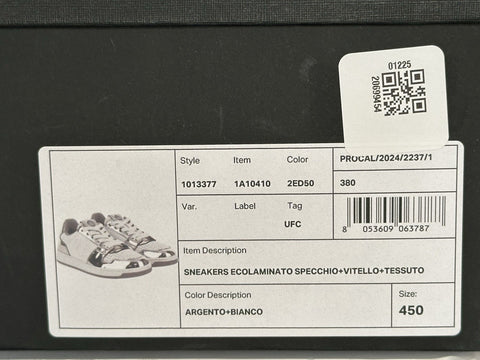 01225
20699454
Style Item Color PROCAL/2024/2237/1
1013377 1A10410 2ED50 380
Var. Label Tag
UFC
8 053609 063787
Item Description
SNEAKERS ECOLAMINATO SPECCHIO+VITELLO+TESSUTO
Color Description Size:
ARGENTO+BIANCO 450